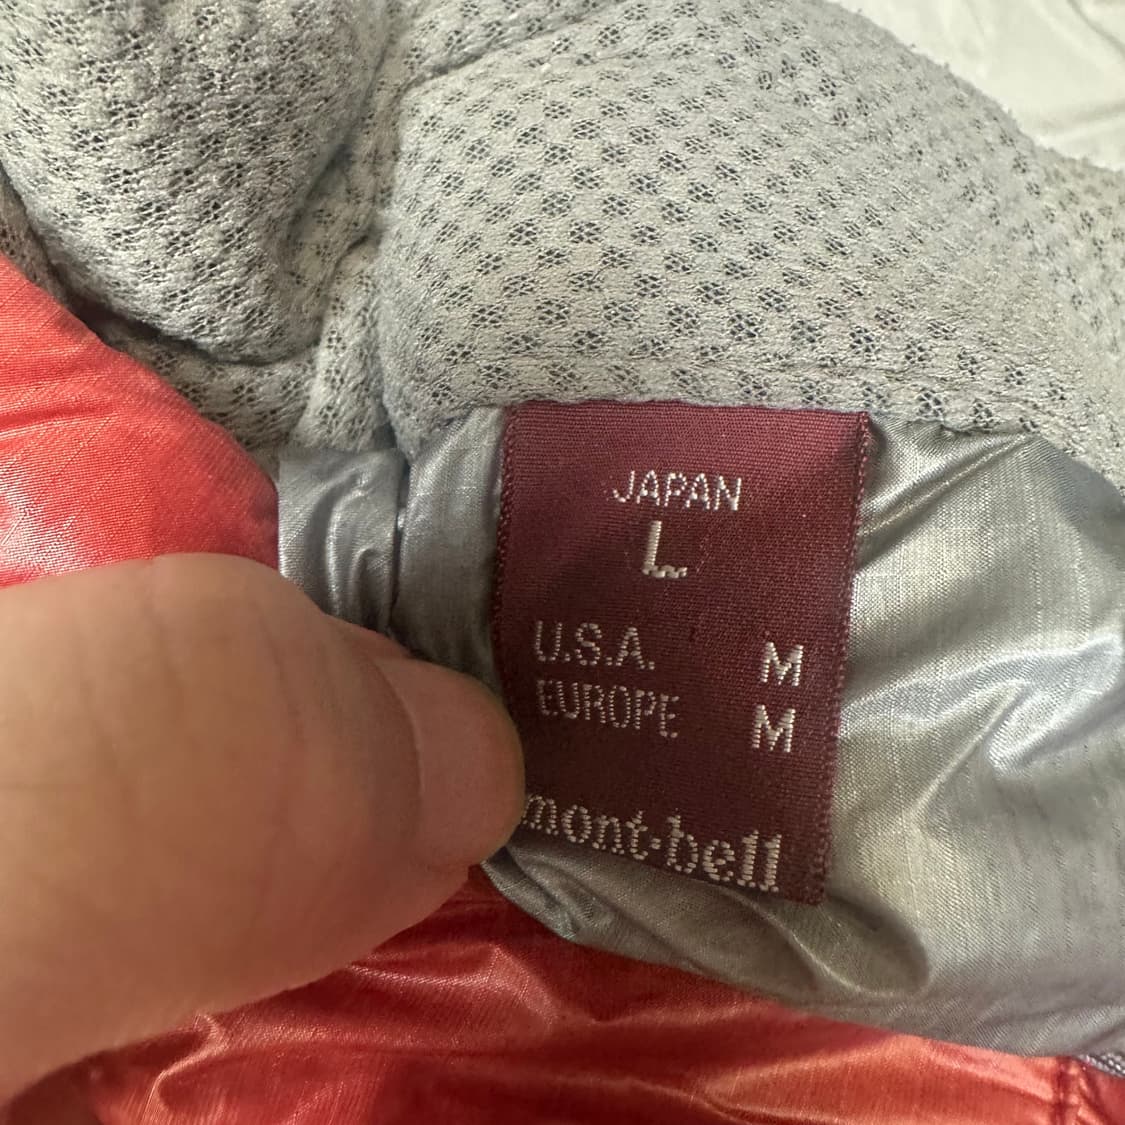 JAPAN
L
U.S.A. M
EUROPE M
mont-bell